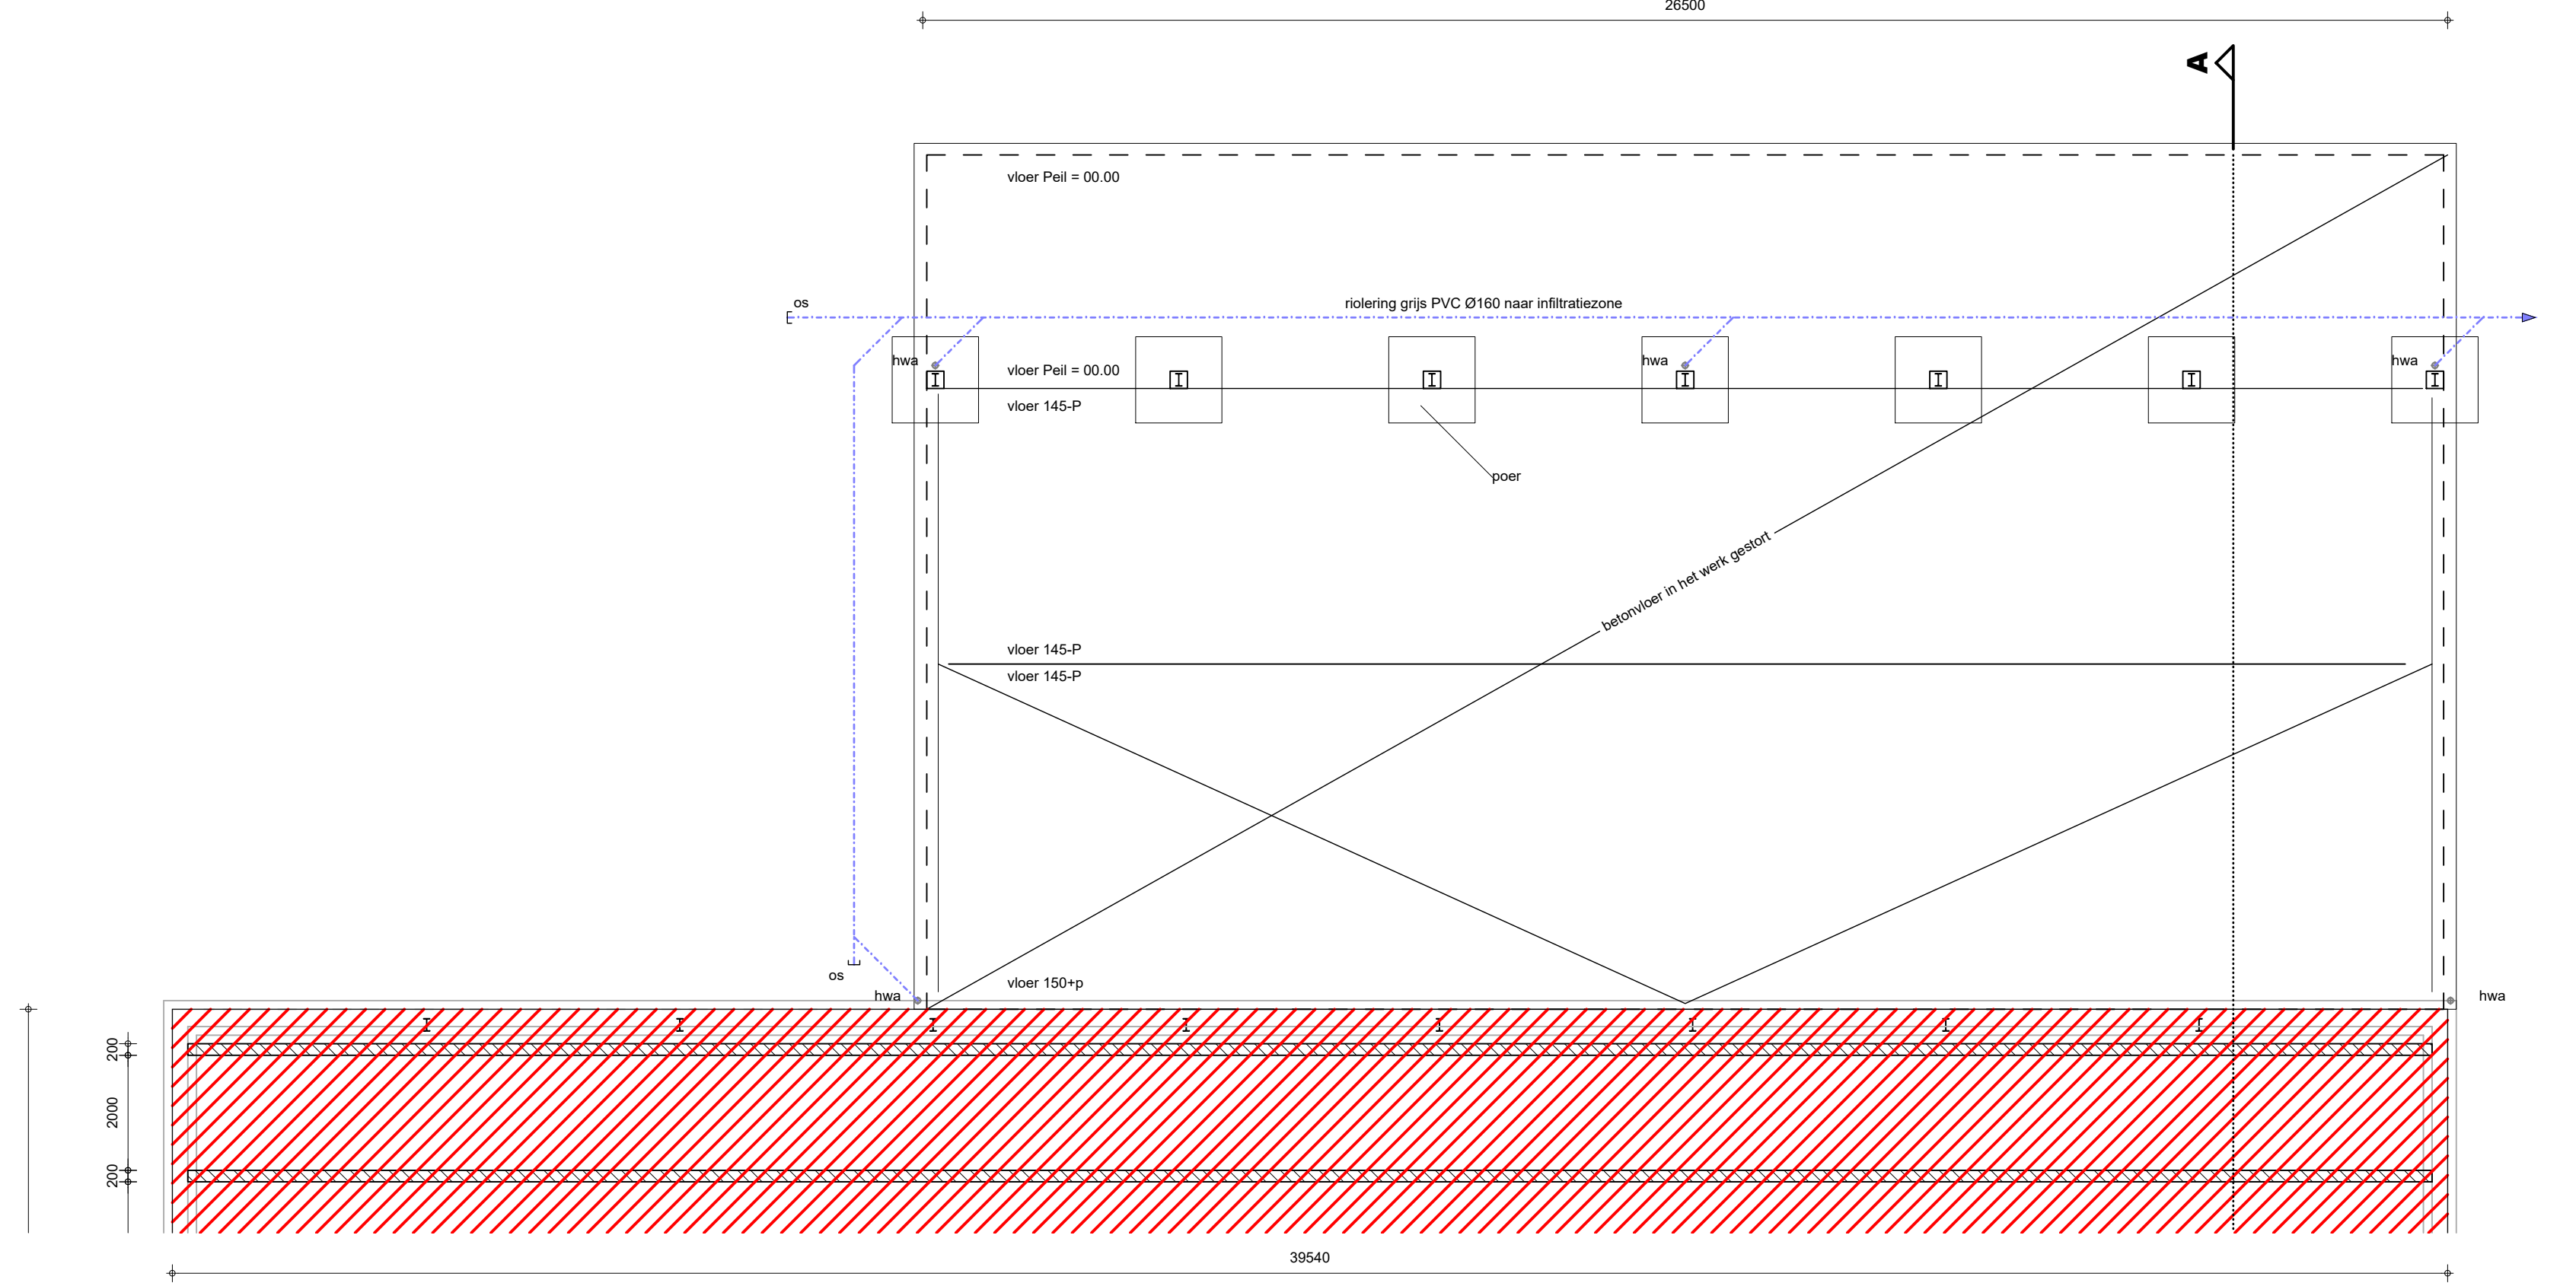 26500
A
vloer Peil = 00.00
os
riolering grijs PVC Ø160 naar infiltratiezone
hwa
hwa
hwa
vloer Peil = 00.00
vloer 145-P
poer
betonvloer in het werk gestort
vloer 145-P
vloer 145-P
os
vloer 150+p
hwa
hwa
200
2000
200
39540